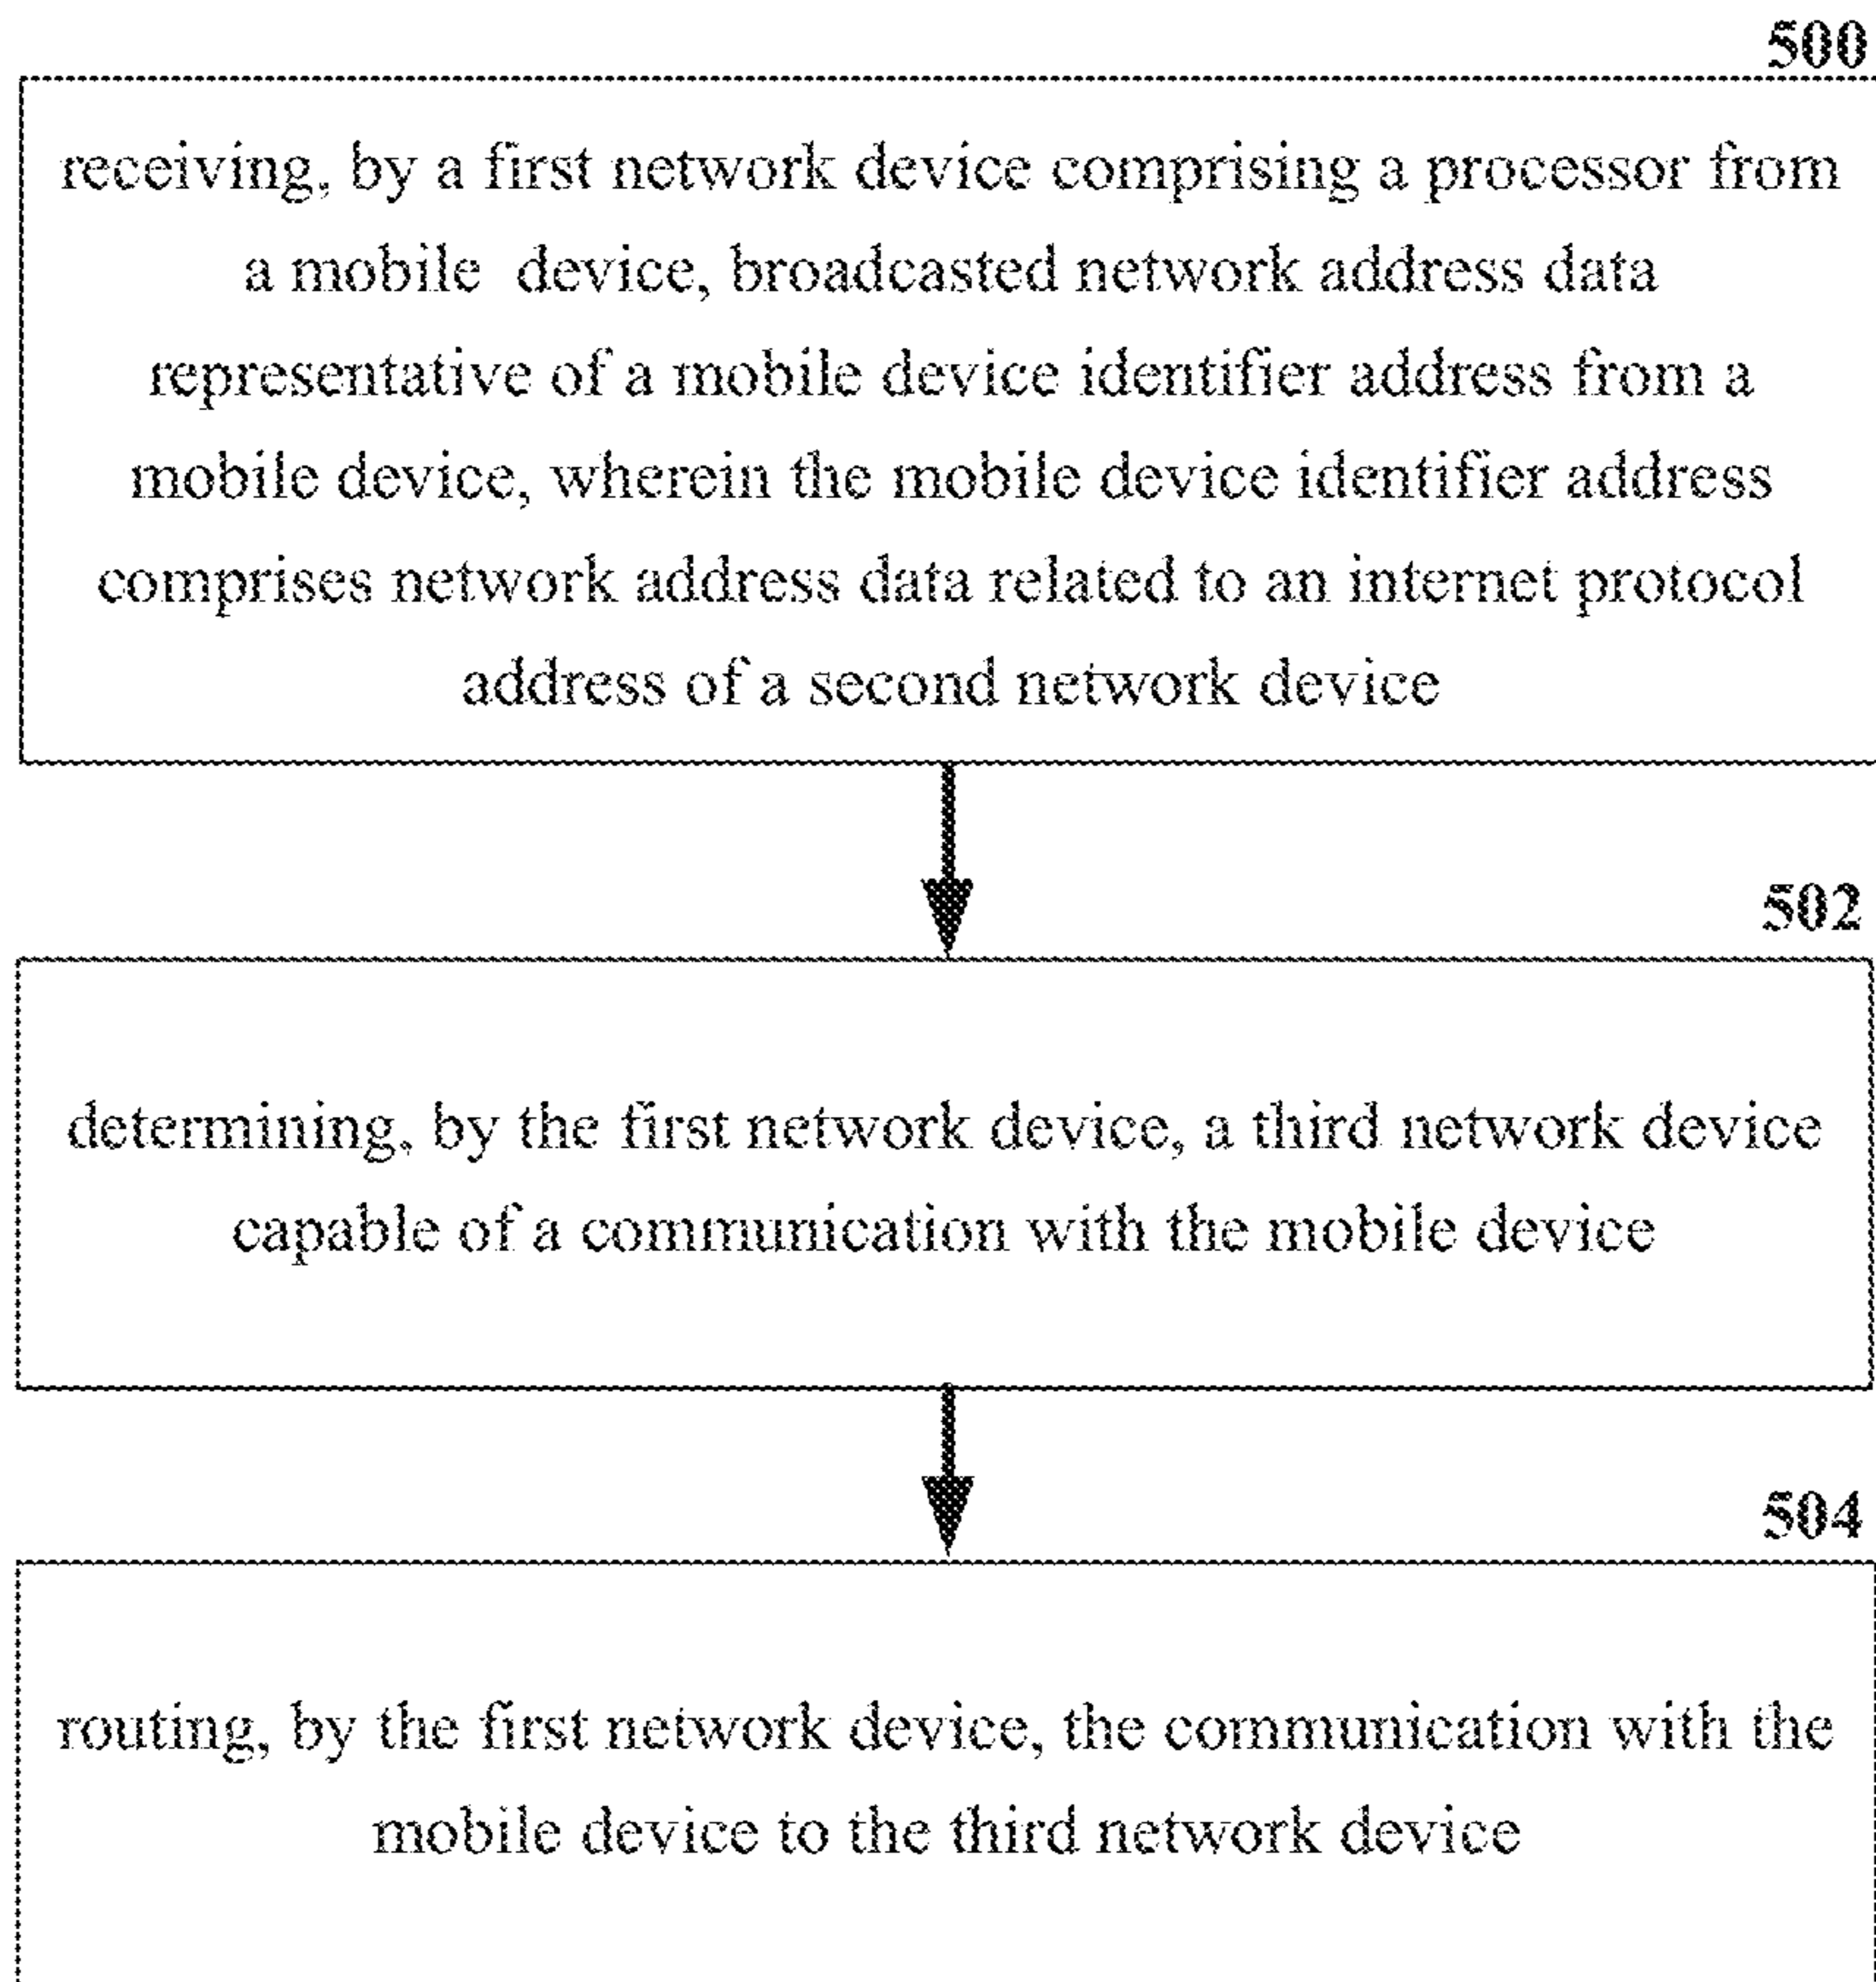 500
receiving, by a first network device comprising a processor from
a mobile device, broadcasted network address data
representative of a mobile device identifier address from a
mobile device, wherein the mobile device identifier address
comprises network address data related to an internet protocol
address of a second network device
502
determining, by the first network device, a third network device
capable of a communication with the mobile device
504
routing, by the first network device, the communication with the
mobile device to the third network device